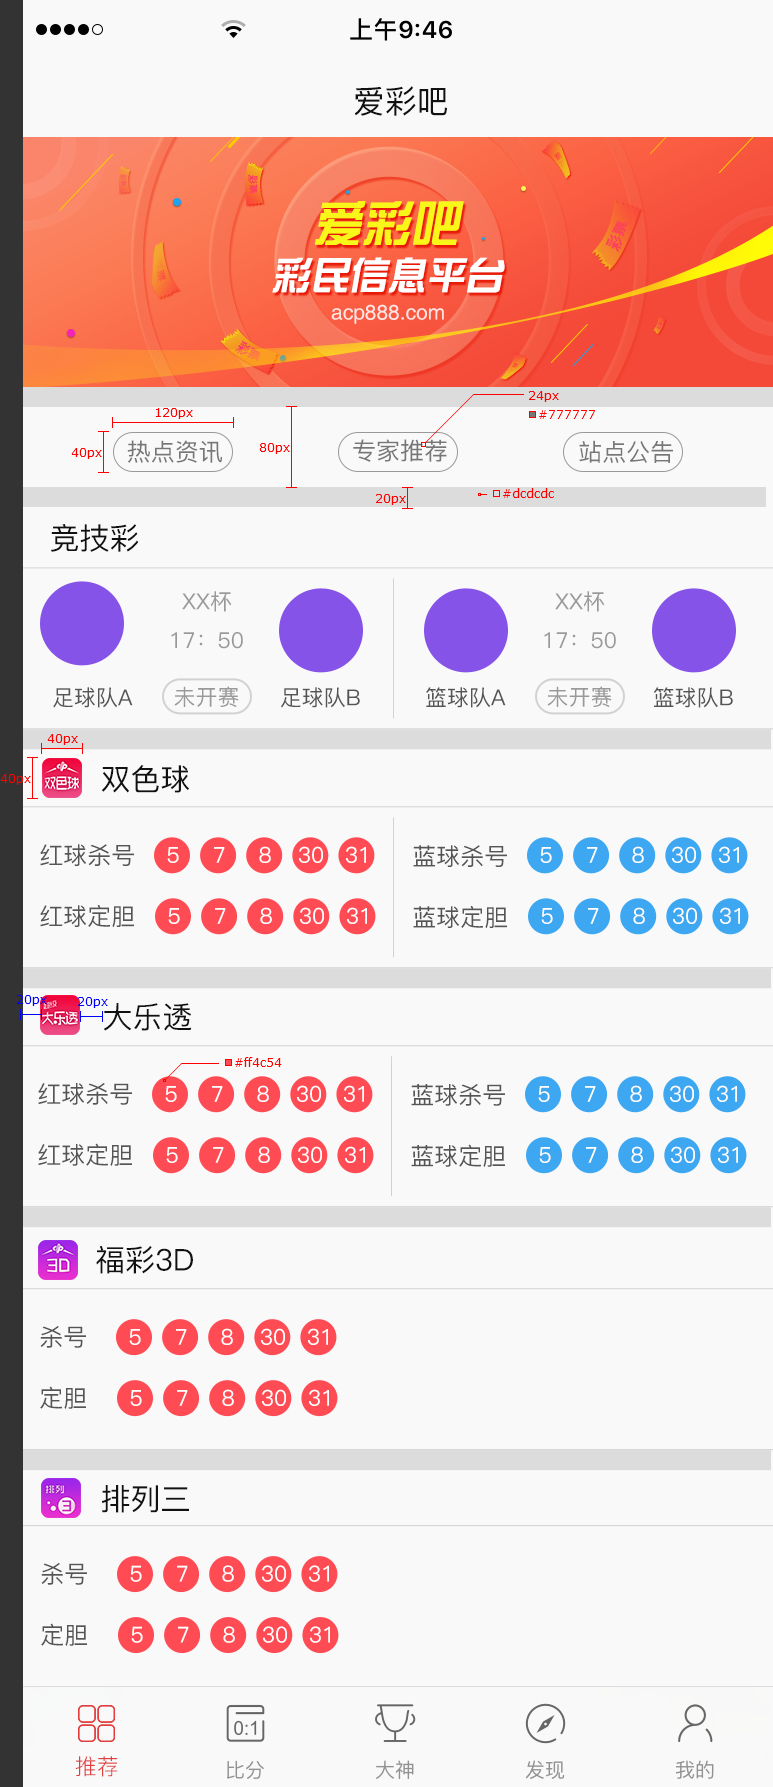 上午9:46
爱彩吧
爱彩吧
彩民信息平台
acp888.com
24px
#777777
120px
40px
80px
热点资讯 专家推荐 站点公告
20px
#dcdcdc
竞技彩
XX杯 XX杯
17：50 17：50
足球队A 未开赛 足球队B 篮球队A 未开赛 篮球队B
40px
40px
双色球 双色球
红球杀号 5 7 8 30 31 蓝球杀号 5 7 8 30 31
红球定胆 5 7 8 30 31 蓝球定胆 5 7 8 30 31
20px 20px
大乐透 大乐透
#ff4c54
红球杀号 5 7 8 30 31 蓝球杀号 5 7 8 30 31
红球定胆 5 7 8 30 31 蓝球定胆 5 7 8 30 31
3D 福彩3D
杀号 5 7 8 30 31
定胆 5 7 8 30 31
排列3 排列三
杀号 5 7 8 30 31
定胆 5 7 8 30 31
0:1
推荐 比分 大神 发现 我的